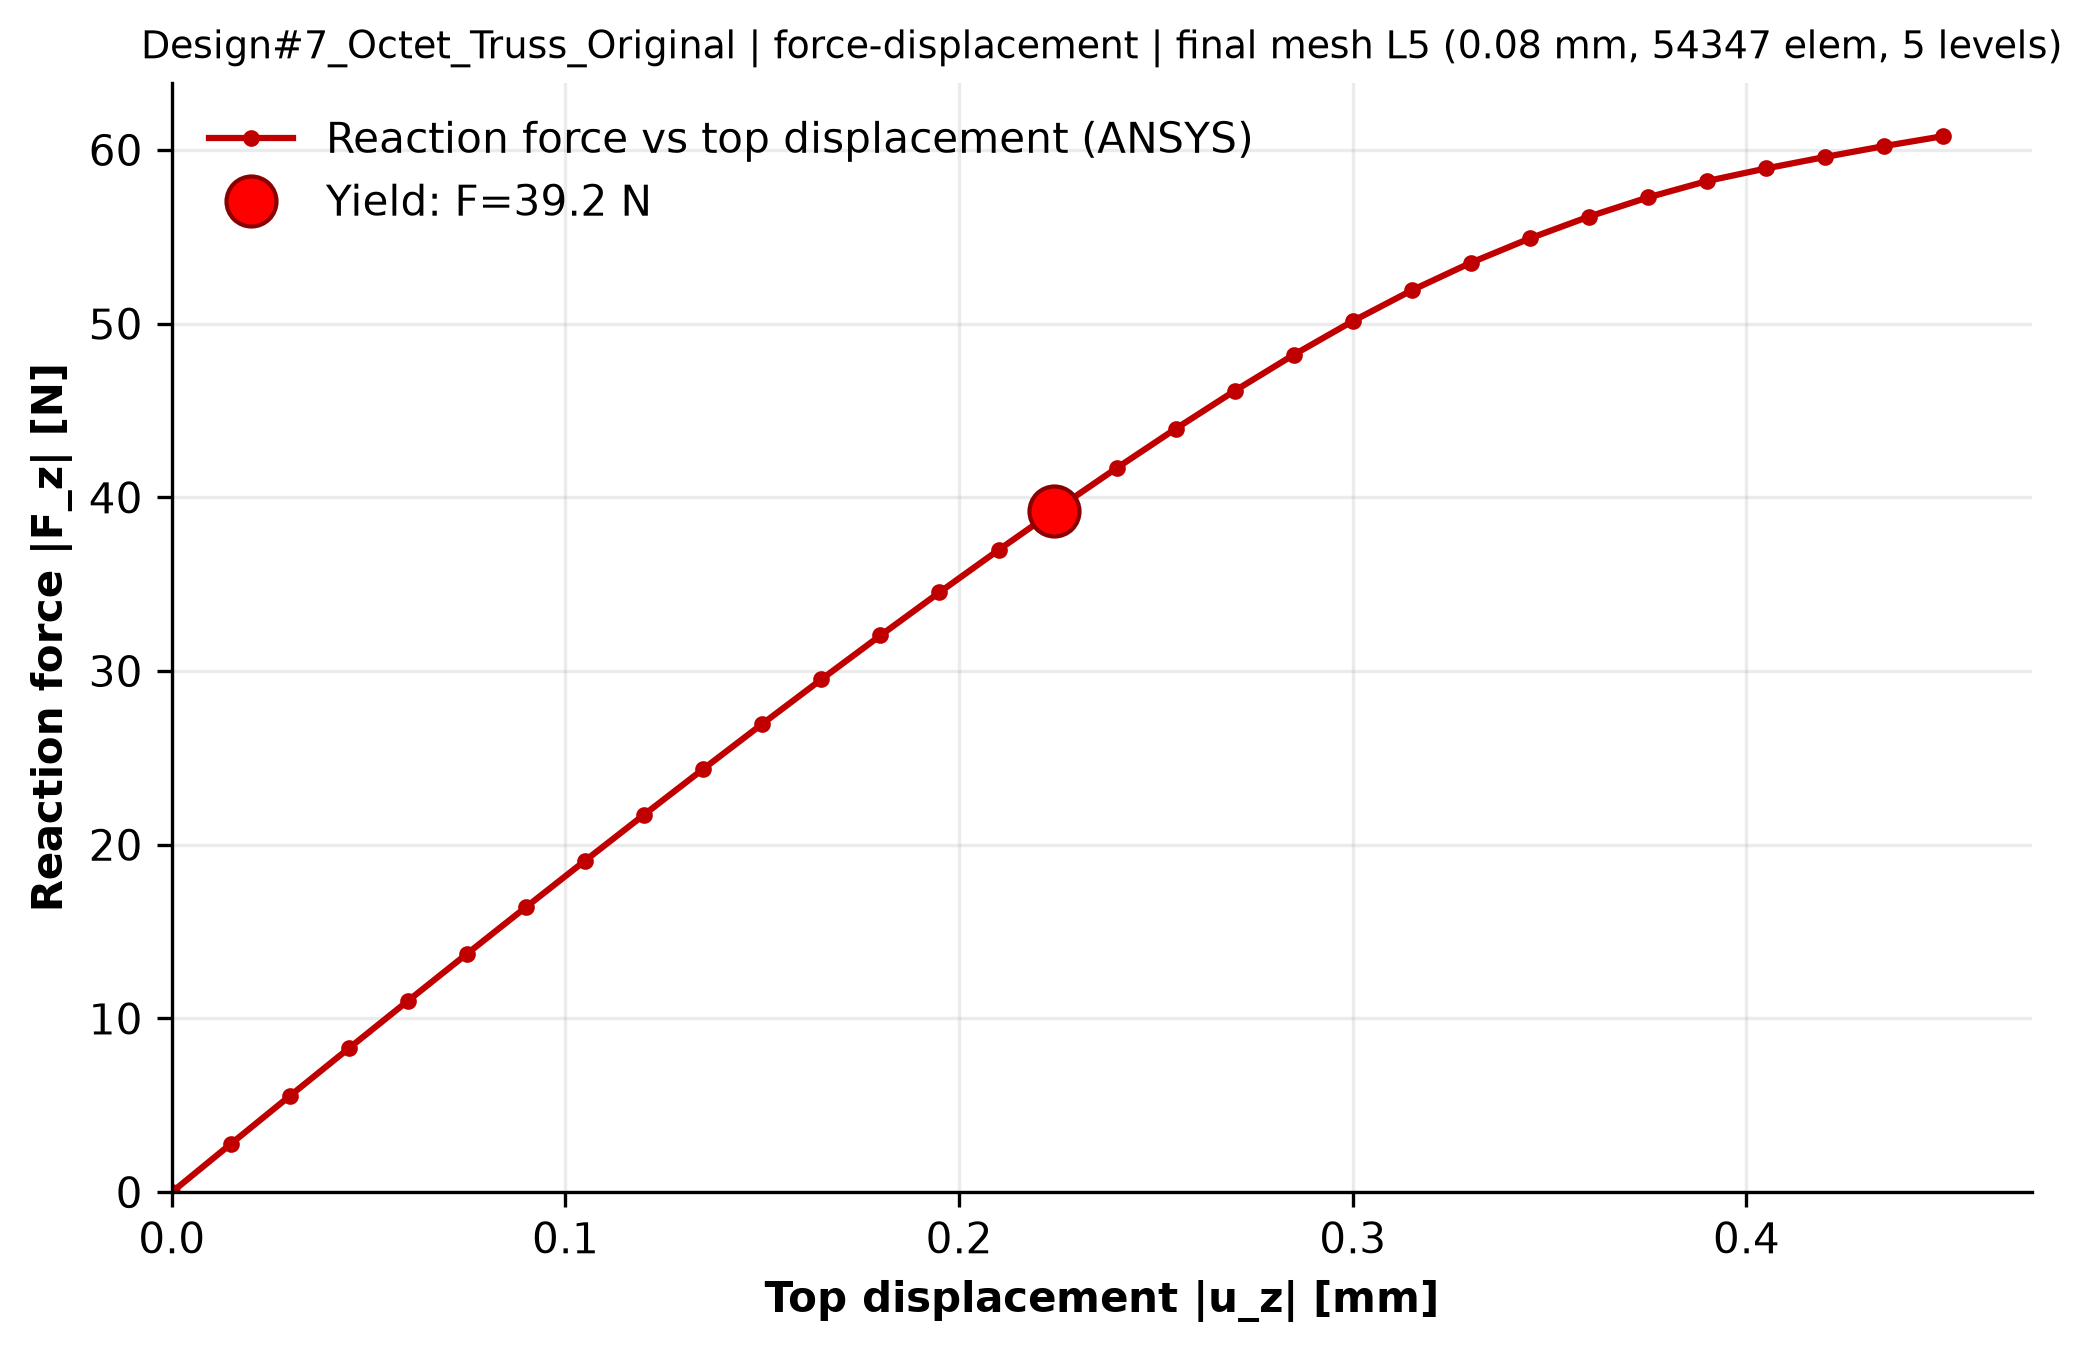 Design#7_Octet_Truss_Original | force-displacement | final mesh L5 (0.08 mm, 54347 elem, 5 levels)
Reaction force vs top displacement (ANSYS)
Yield: F=39.2 N
Reaction force |F_z| [N]
60
50
40
30
20
10
0
0.0 0.1 0.2 0.3 0.4
Top displacement |u_z| [mm]